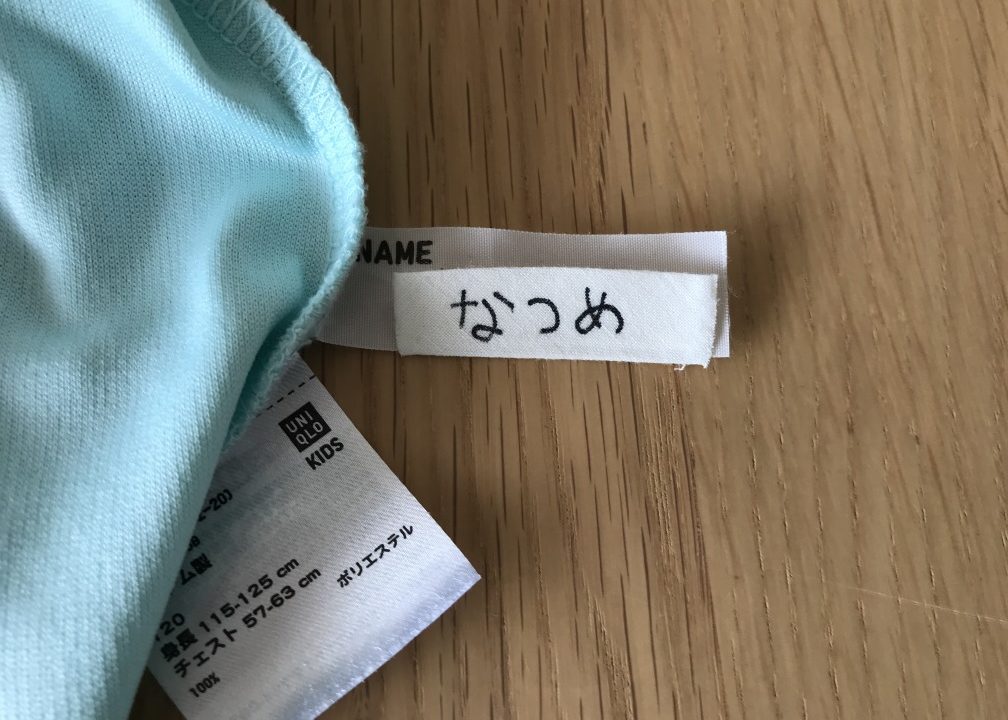 NAME
なつめ
UNI
QLO
KIDS
120
身長 115-125 cm
チェスト 57-63 cm
ポリエステル
100%